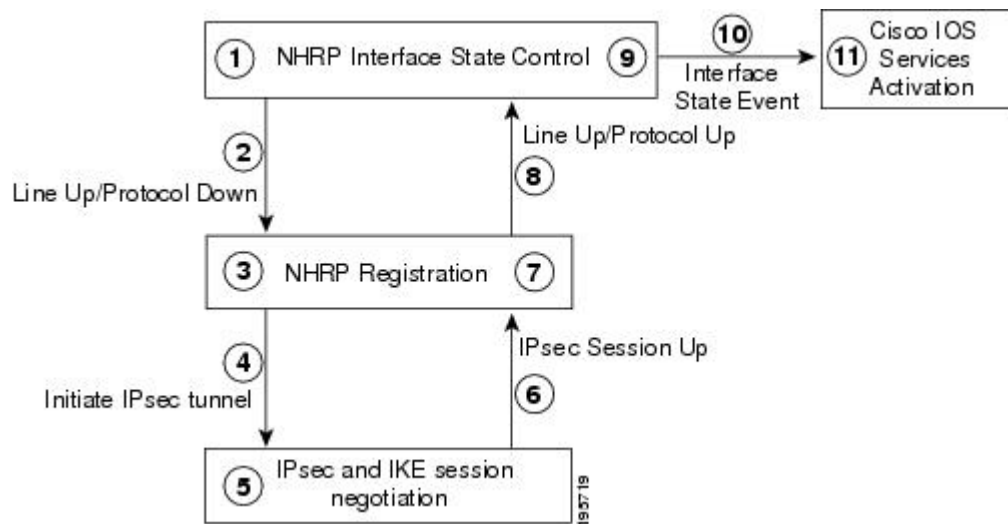 1 NHRP Interface State Control 9
10
Interface
State Event
11
Cisco IOS
Services
Activation
2
Line Up/Protocol Down
Line Up/Protocol Up
8
3 NHRP Registration 7
4
Initiate IPsec tunnel
IPsec Session Up
6
5
IPsec and IKE session
negotiation
195719